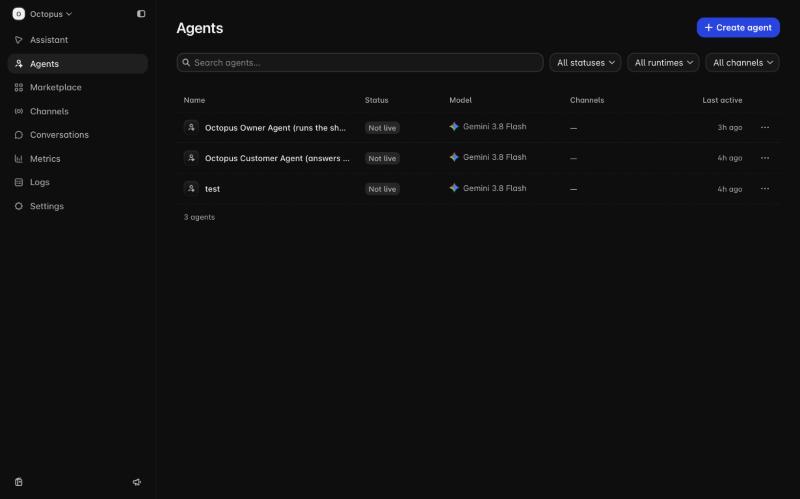 Octopus
Assistant
Agents
Marketplace
Channels
Conversations
Metrics
Logs
Settings
Agents
Create agent
Search agents...
All statuses
All runtimes
All channels
Name Status Model Channels Last active
Octopus Owner Agent (runs the sh... Not live Gemini 3.8 Flash — 3h ago
Octopus Customer Agent (answers ... Not live Gemini 3.8 Flash — 4h ago
test Not live Gemini 3.8 Flash — 4h ago
3 agents